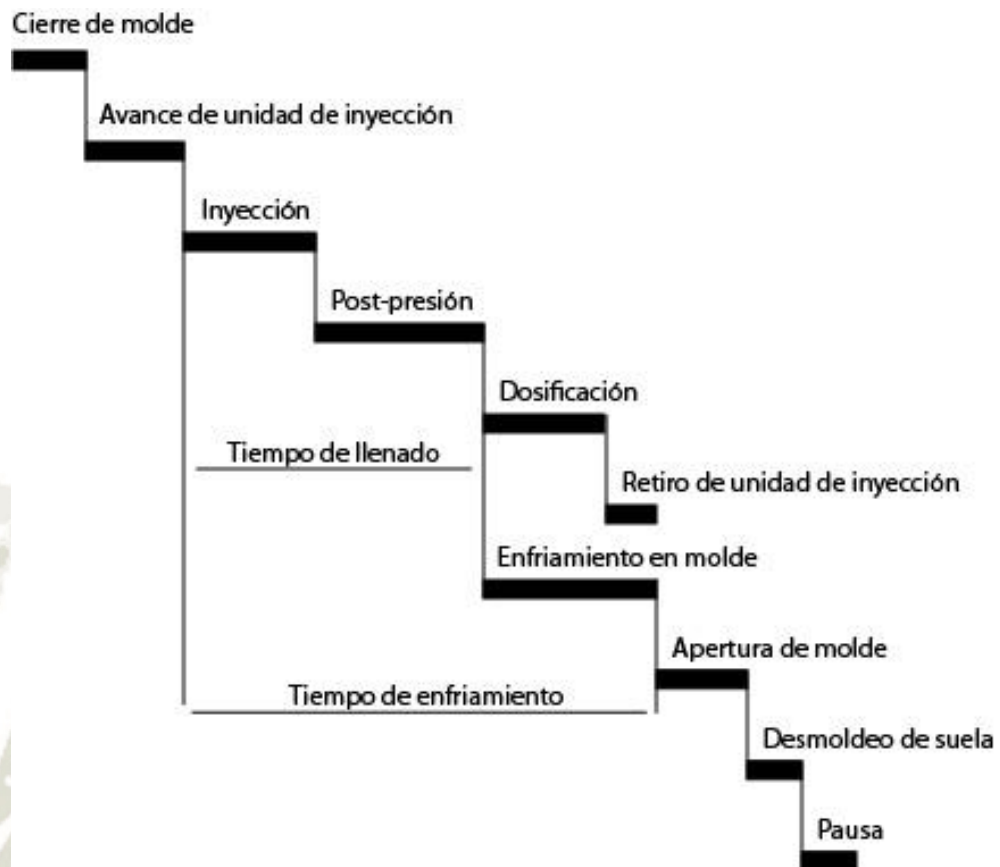 Cierre de molde
Avance de unidad de inyección
Inyección
Post-presión
Dosificación
Tiempo de llenado
Retiro de unidad de inyección
Enfriamiento en molde
Apertura de molde
Tiempo de enfriamiento
Desmoldeo de suela
Pausa